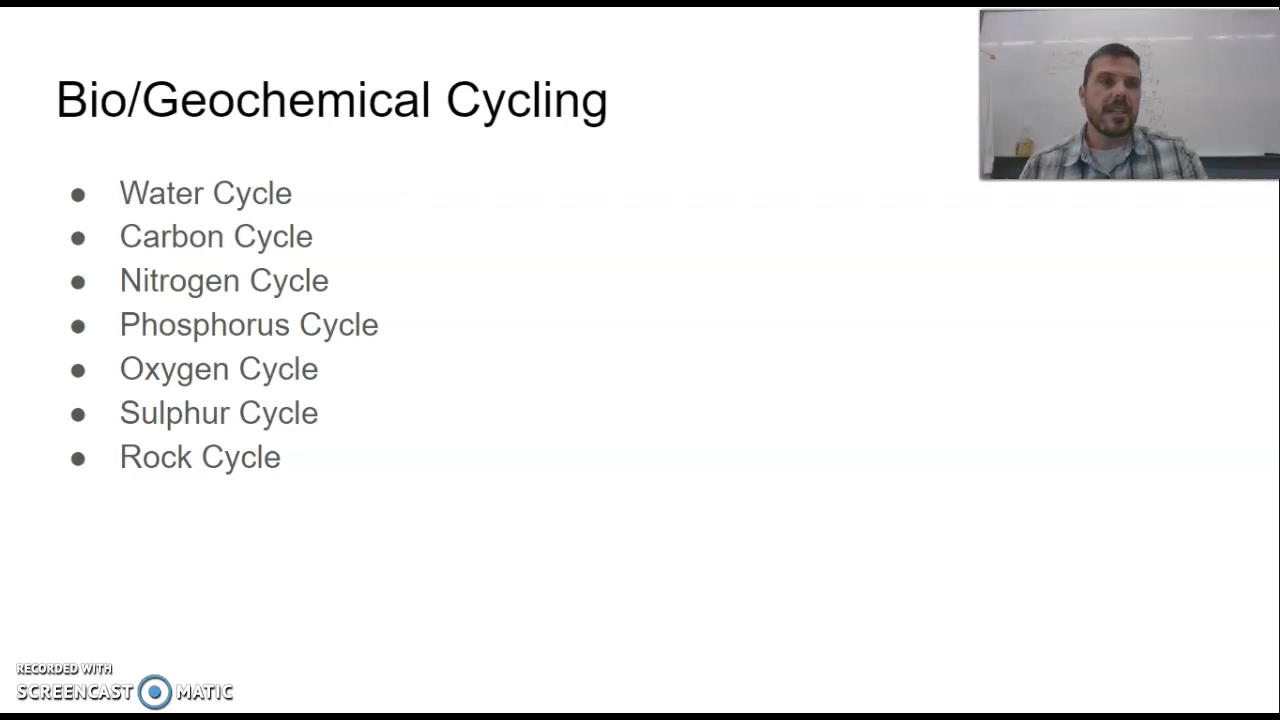 Bio/Geochemical Cycling
● Water Cycle
● Carbon Cycle
● Nitrogen Cycle
● Phosphorus Cycle
● Oxygen Cycle
● Sulphur Cycle
● Rock Cycle
RECORDED WITH
SCREENCAST MATIC